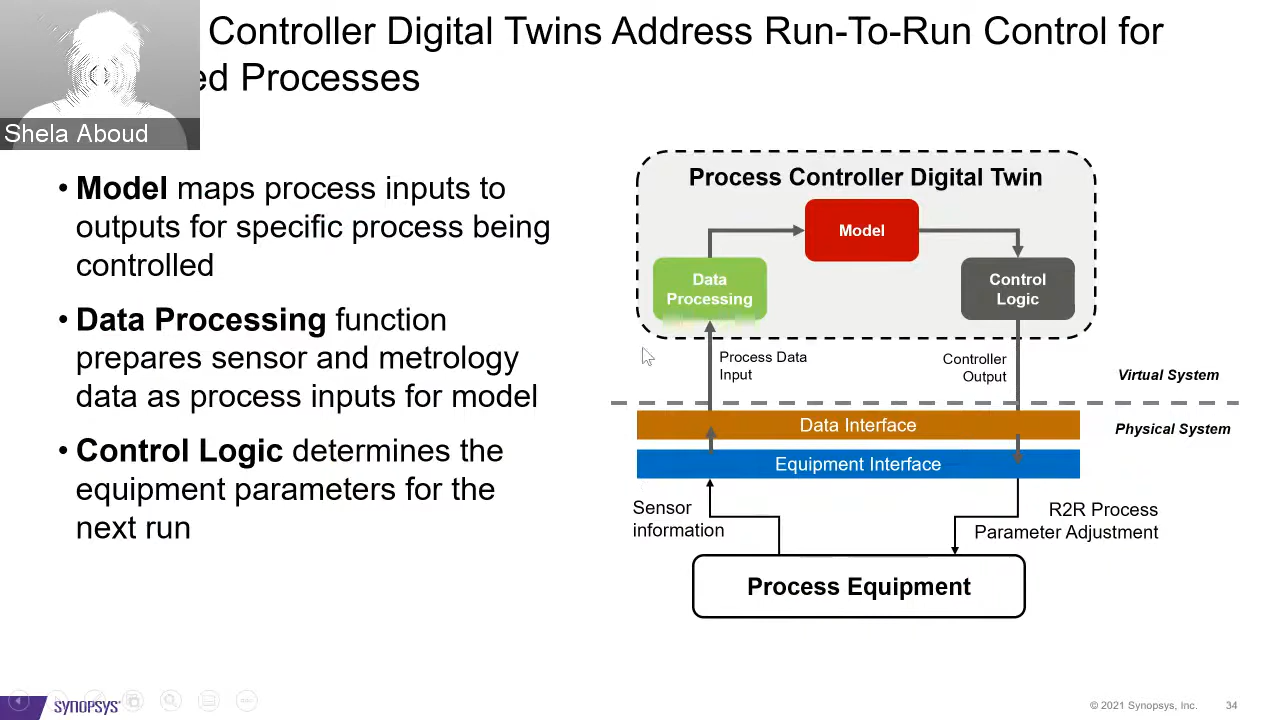 Controller Digital Twins Address Run-To-Run Control for
ed Processes
Shela Aboud
• Model maps process inputs to
outputs for specific process being
controlled
• Data Processing function
prepares sensor and metrology
data as process inputs for model
• Control Logic determines the
equipment parameters for the
next run
Process Controller Digital Twin
Model
Data
Processing
Control
Logic
Process Data
Input
Controller
Output
Virtual System
Physical System
Data Interface
Equipment Interface
Sensor
information
R2R Process
Parameter Adjustment
Process Equipment
SYNOPSYS
© 2021 Synopsys, Inc. 34